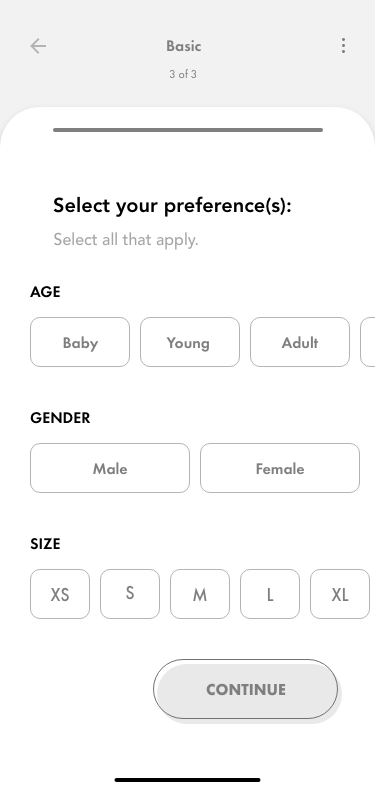 Basic
3 of 3
Select your preference(s):
Select all that apply.
AGE
Baby Young Adult
GENDER
Male Female
SIZE
XS S M L XL
CONTINUE